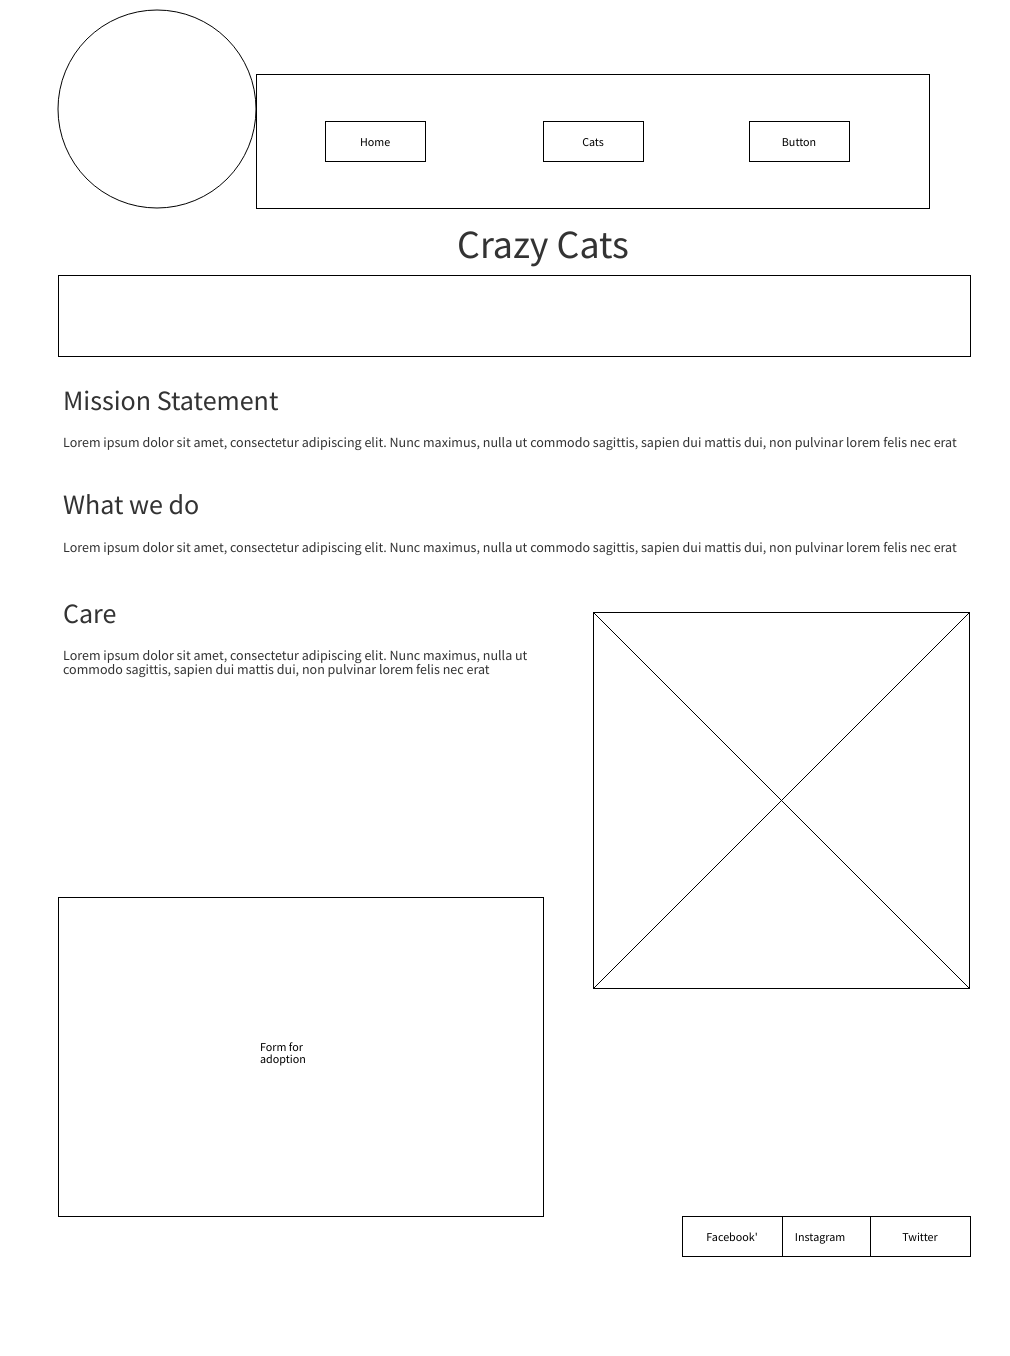 Home
Cats
Button
Crazy Cats
Mission Statement
Lorem ipsum dolor sit amet, consectetur adipiscing elit. Nunc maximus, nulla ut commodo sagittis, sapien dui mattis dui, non pulvinar lorem felis nec erat
What we do
Lorem ipsum dolor sit amet, consectetur adipiscing elit. Nunc maximus, nulla ut commodo sagittis, sapien dui mattis dui, non pulvinar lorem felis nec erat
Care
Lorem ipsum dolor sit amet, consectetur adipiscing elit. Nunc maximus, nulla ut
commodo sagittis, sapien dui mattis dui, non pulvinar lorem felis nec erat
Form for
adoption
Facebook'
Instagram
Twitter